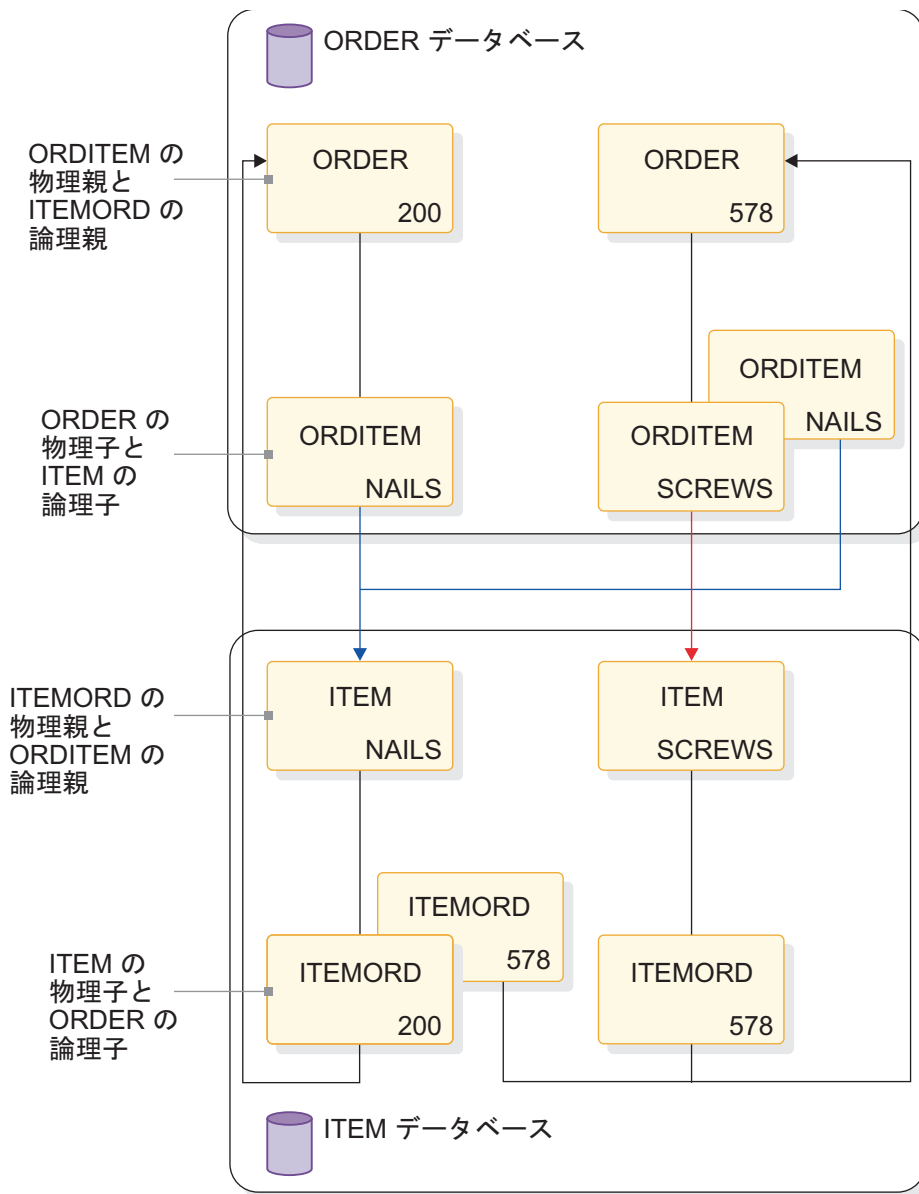 ORDER データベース
ORDITEM の
物理親と
ITEMORD の
論理親
ORDER
200
ORDER
578
ORDER の
物理子と
ITEM の
論理子
ORDITEM
NAILS
ORDITEM
SCREWS
ORDITEM
NAILS
ITEMORD の
物理親と
ORDITEM の
論理親
ITEM
NAILS
ITEM
SCREWS
ITEM の
物理子と
ORDER の
論理子
ITEMORD
200
ITEMORD
578
ITEMORD
578
ITEM データベース